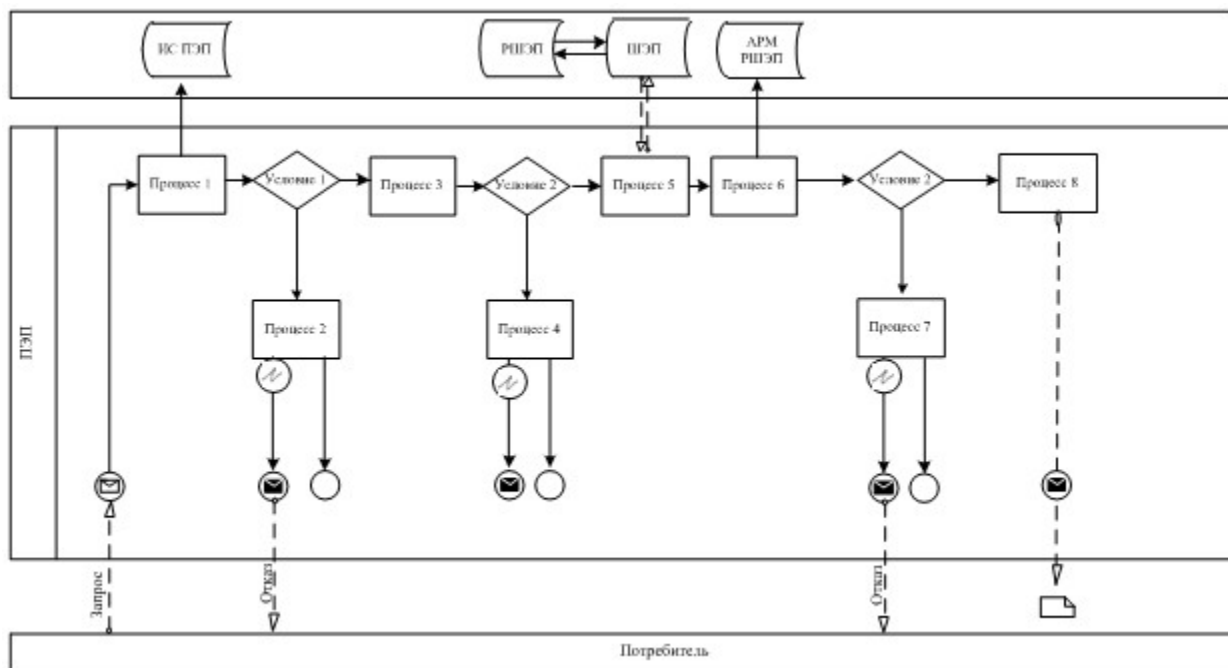 ИС ПЭП
РШЭП
ШЭП
АРМ
РШЭП
Процесс 1
Условие 1
Процесс 3
Условие 2
Процесс 5
Процесс 6
Условие 2
Процесс 8
Процесс 2
Процесс 4
Процесс 7
ПЭП
Запрос
Отказ
Отказ
Потребитель